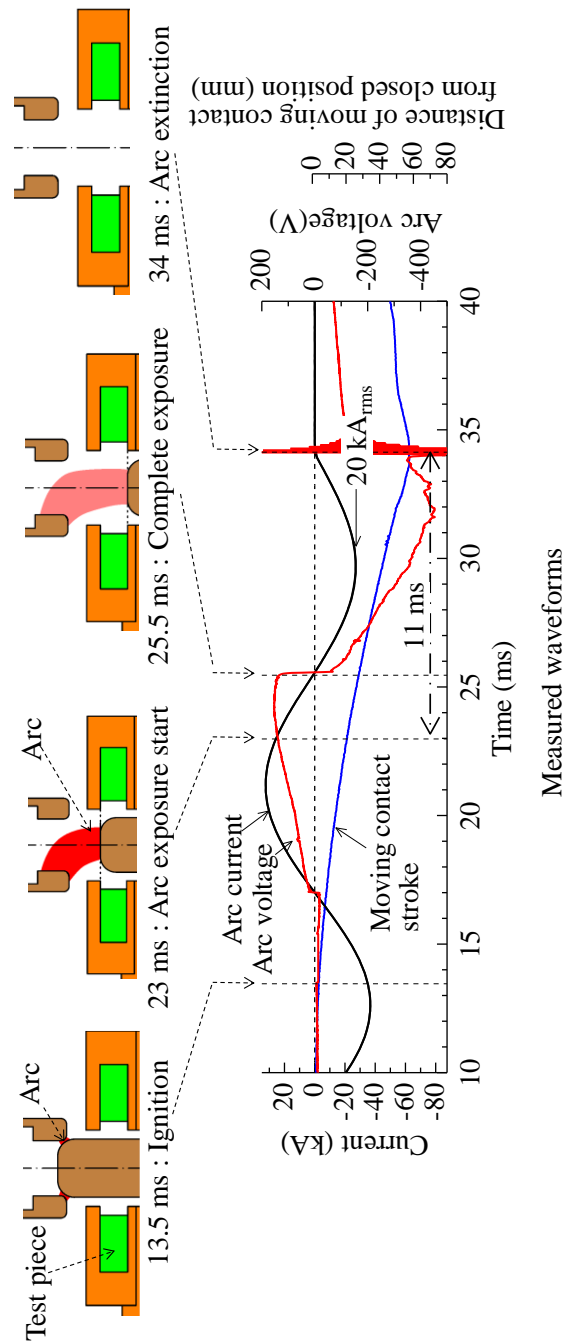 Test piece
Arc
Arc
13.5 ms : Ignition
23 ms : Arc exposure start
25.5 ms : Complete exposure
34 ms : Arc extinction
Current (kA)
20
0
-20
-40
-60
-80
Arc current
Arc voltage
Moving contact
stroke
20 kArms
11 ms
200
0
-200
-400
Arc voltage(V)
0
20
40
60
80
Distance of moving contact
from closed position (mm)
10
15
20
25
30
35
40
Time (ms)
Measured waveforms